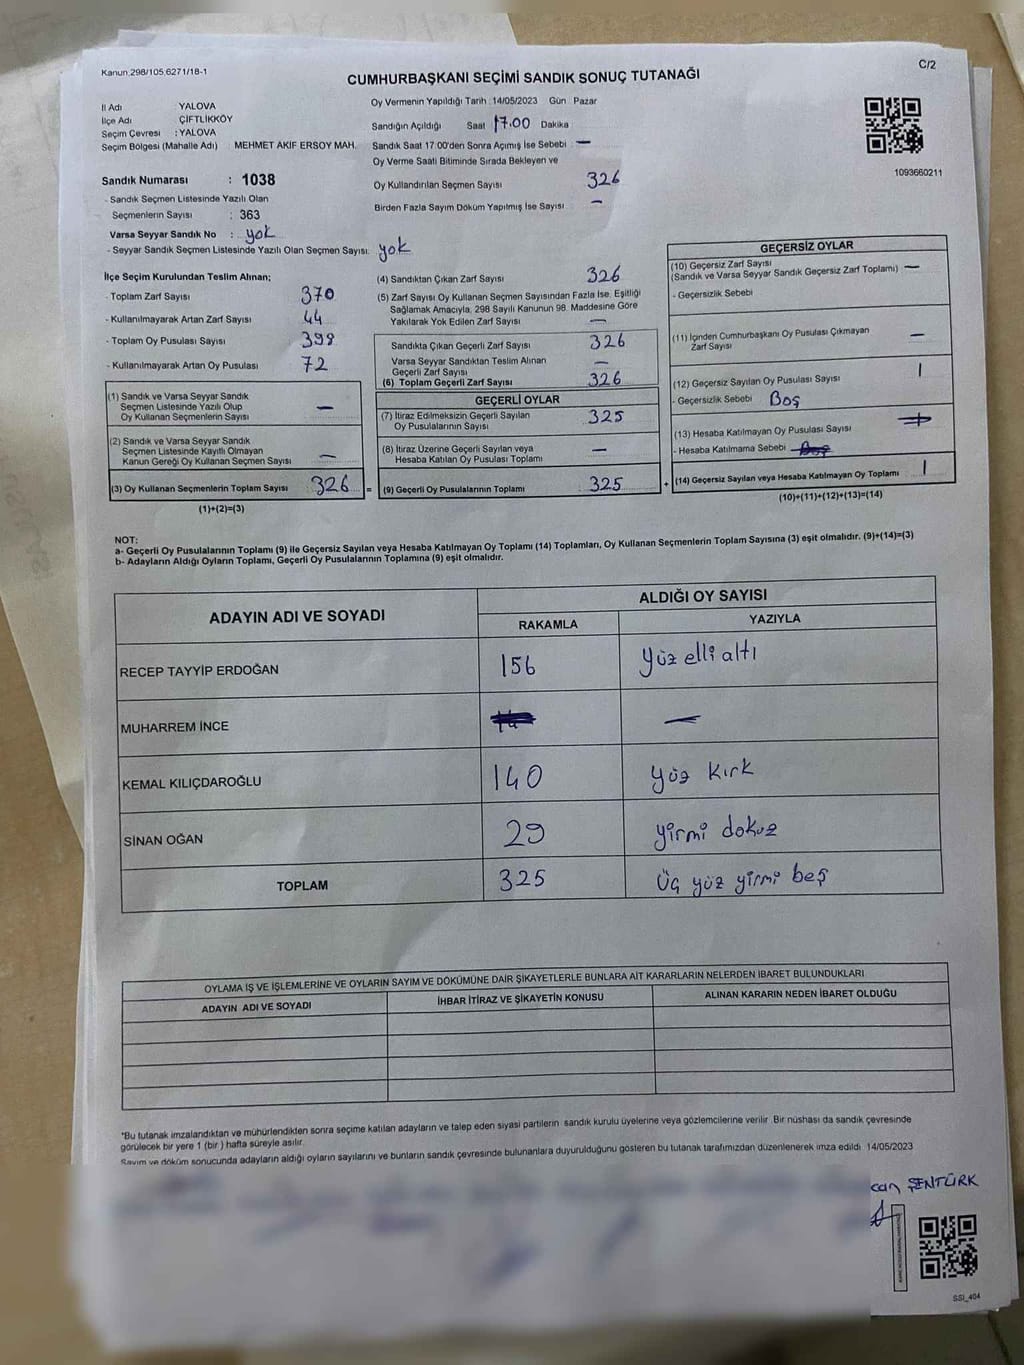 Kanun 298/105,6271/18-1
C/2
CUMHURBAŞKANI SEÇİMİ SANDIK SONUÇ TUTANAĞI
İl Adı YALOVA
İlçe Adı ÇİFTLİKKÖY
Seçim Çevresi : YALOVA
Seçim Bölgesi (Mahalle Adı) MEHMET AKİF ERSOY MAH.
Sandık Numarası : 1038
- Sandık Seçmen Listesinde Yazılı Olan
Seçmenlerin Sayısı : 363
Varsa Seyyar Sandık No : yok
- Seyyar Sandık Seçmen Listesinde Yazılı Olan Seçmen Sayısı: yok
Oy Vermenin Yapıldığı Tarih : 14/05/2023 Gün : Pazar
Sandığın Açıldığı Saat 17.00 Dakika
Sandık Saat 17:00'den Sonra Açılmış İse Sebebi —
Oy Verme Saati Bitiminde Sırada Bekleyen ve
Oy Kullandırılan Seçmen Sayısı 326
Birden Fazla Sayım Döküm Yapılmış İse Sayısı —
1093660211
İlçe Seçim Kurulundan Teslim Alınan;
- Toplam Zarf Sayısı 370
- Kullanılmayarak Artan Zarf Sayısı 44
- Toplam Oy Pusulası Sayısı 398
- Kullanılmayarak Artan Oy Pusulası 72
(1) Sandık ve Varsa Seyyar Sandık
Seçmen Listesinde Yazılı Olup
Oy Kullanan Seçmenlerin Sayısı —
(2) Sandık ve Varsa Seyyar Sandık
Seçmen Listesinde Kayıtlı Olmayan
Kanun Gereği Oy Kullanan Seçmen Sayısı —
(3) Oy Kullanan Seçmenlerin Toplam Sayısı 326 =
(1)+(2)=(3)
(4) Sandıktan Çıkan Zarf Sayısı 326
(5) Zarf Sayısı Oy Kullanan Seçmen Sayısından Fazla İse, Eşitliği
Sağlamak Amacıyla, 298 Sayılı Kanunun 98. Maddesine Göre
Yakılarak Yok Edilen Zarf Sayısı —
Sandıkta Çıkan Geçerli Zarf Sayısı 326
Varsa Seyyar Sandıktan Teslim Alınan
Geçerli Zarf Sayısı —
(6) Toplam Geçerli Zarf Sayısı 326
GEÇERLİ OYLAR
(7) İtiraz Edilmeksizin Geçerli Sayılan
Oy Pusulalarının Sayısı 325
(8) İtiraz Üzerine Geçerli Sayılan veya
Hesaba Katılan Oy Pusulası Toplamı —
(9) Geçerli Oy Pusulalarının Toplamı 325 +
GEÇERSİZ OYLAR
(10) Geçersiz Zarf Sayısı
(Sandık ve Varsa Seyyar Sandık Geçersiz Zarf Toplamı) —
- Geçersizlik Sebebi
(11) İçinden Cumhurbaşkanı Oy Pusulası Çıkmayan
Zarf Sayısı —
(12) Geçersiz Sayılan Oy Pusulası Sayısı 1
- Geçersizlik Sebebi Boş
(13) Hesaba Katılmayan Oy Pusulası Sayısı
- Hesaba Katılmama Sebebi
(14) Geçersiz Sayılan veya Hesaba Katılmayan Oy Toplamı 1
(10)+(11)+(12)+(13)=(14)
NOT:
a- Geçerli Oy Pusulalarının Toplamı (9) ile Geçersiz Sayılan veya Hesaba Katılmayan Oy Toplamı (14) Toplamları, Oy Kullanan Seçmenlerin Toplam Sayısına (3) eşit olmalıdır. (9)+(14)=(3)
b- Adayların Aldığı Oyların Toplamı, Geçerli Oy Pusulalarının Toplamına (9) eşit olmalıdır.
ADAYIN ADI VE SOYADI
ALDIĞI OY SAYISI
RAKAMLA YAZIYLA
RECEP TAYYİP ERDOĞAN 156 yüz elli altı
MUHARREM İNCE —
KEMAL KILIÇDAROĞLU 140 yüz kırk
SİNAN OĞAN 29 yirmi dokuz
TOPLAM 325 üç yüz yirmi beş
OYLAMA İŞ VE İŞLEMLERİNE VE OYLARIN SAYIM VE DÖKÜMÜNE DAİR ŞİKAYETLERLE BUNLARA AİT KARARLARIN NELERDEN İBARET BULUNDUKLARI
ADAYIN ADI VE SOYADI İHBAR İTİRAZ VE ŞİKAYETİN KONUSU ALINAN KARARIN NEDEN İBARET OLDUĞU
*Bu tutanak imzalandıktan ve mühürlendikten sonra seçime katılan adayların ve talep eden siyasi partilerin sandık kurulu üyelerine veya gözlemcilerine verilir. Bir nüshası da sandık çevresinde
görülecek bir yere 1 (bir ) hafta süreyle asılır.
Sayım ve döküm sonucunda adayların aldığı oyların sayılarını ve bunların sandık çevresinde bulunanlara duyurulduğunu gösteren bu tutanak tarafımızdan düzenlenerek imza edildi. 14/05/2023
can ŞENTÜRK
SSI_404